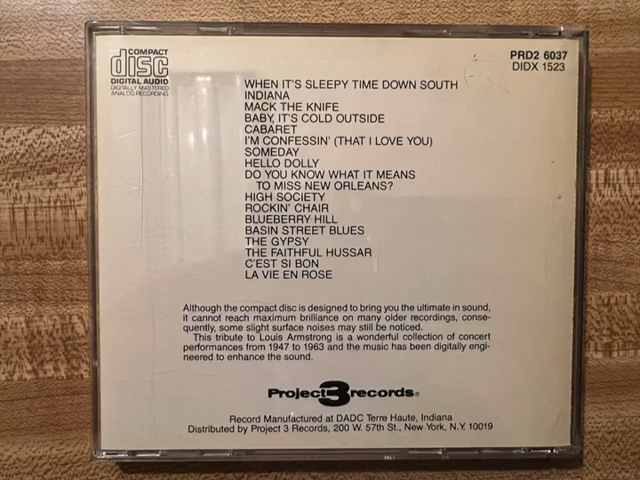 COMPACT
disc
DIGITAL AUDIO
DIGITALLY MASTERED
ANALOG RECORDING
PRD2 6037
DIDX 1523
WHEN IT'S SLEEPY TIME DOWN SOUTH
INDIANA
MACK THE KNIFE
BABY, IT'S COLD OUTSIDE
CABARET
I'M CONFESSIN' (THAT I LOVE YOU)
SOMEDAY
HELLO DOLLY
DO YOU KNOW WHAT IT MEANS
TO MISS NEW ORLEANS?
HIGH SOCIETY
ROCKIN' CHAIR
BLUEBERRY HILL
BASIN STREET BLUES
THE GYPSY
THE FAITHFUL HUSSAR
C'EST SI BON
LA VIE EN ROSE
Although the compact disc is designed to bring you the ultimate in sound,
it cannot reach maximum brilliance on many older recordings, conse-
quently, some slight surface noises may still be noticed.
This tribute to Louis Armstrong is a wonderful collection of concert
performances from 1947 to 1963 and the music has been digitally engi-
neered to enhance the sound.
Project 3 records®
Record Manufactured at DADC Terre Haute, Indiana
Distributed by Project 3 Records, 200 W. 57th St., New York, N.Y. 10019